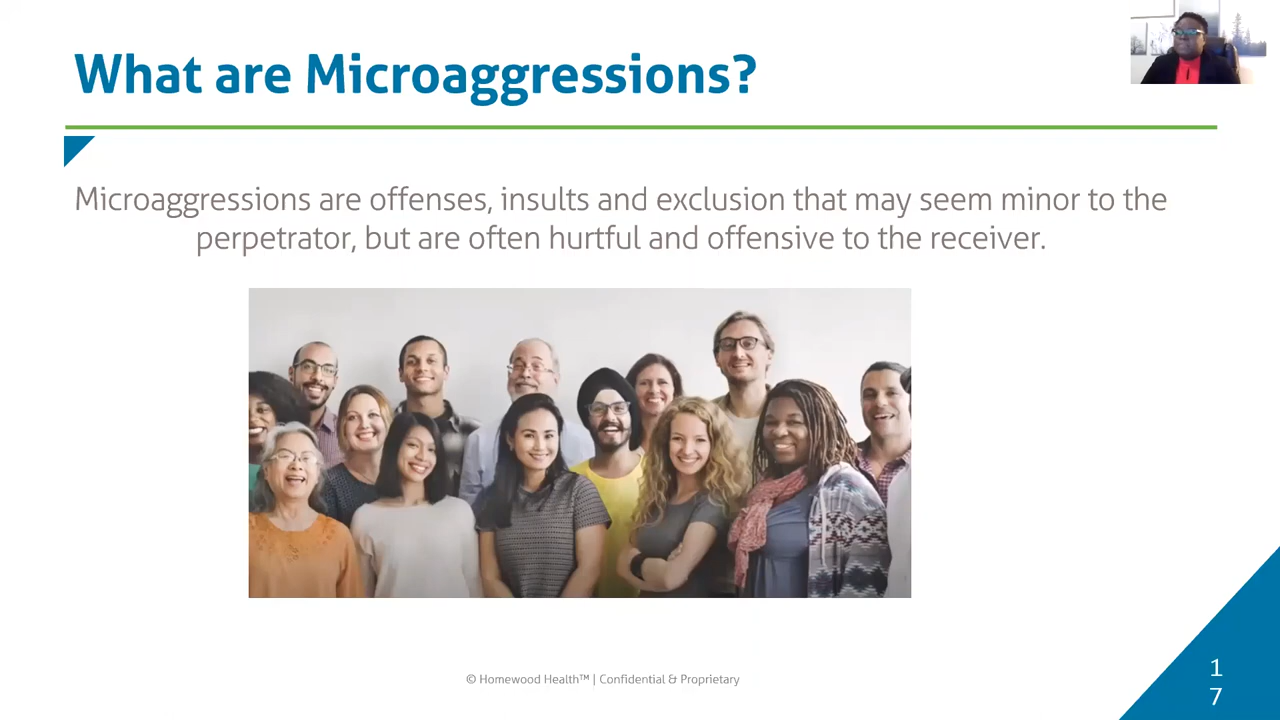 What are Microaggressions?
Microaggressions are offenses, insults and exclusion that may seem minor to the
perpetrator, but are often hurtful and offensive to the receiver.
© Homewood Health™ | Confidential & Proprietary
1
7